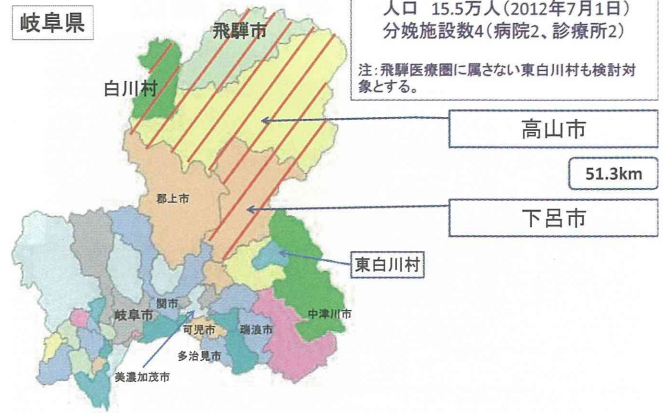 岐阜県
人口 15.5万人（2012年7月1日）
分娩施設数4（病院2、診療所2）
注：飛騨医療圏に属さない東白川村も検討対
象とする。
飛騨市
白川村
高山市
51.3km
郡上市
下呂市
東白川村
中津川市
関市
岐阜市
可児市
瑞浪市
多治見市
美濃加茂市